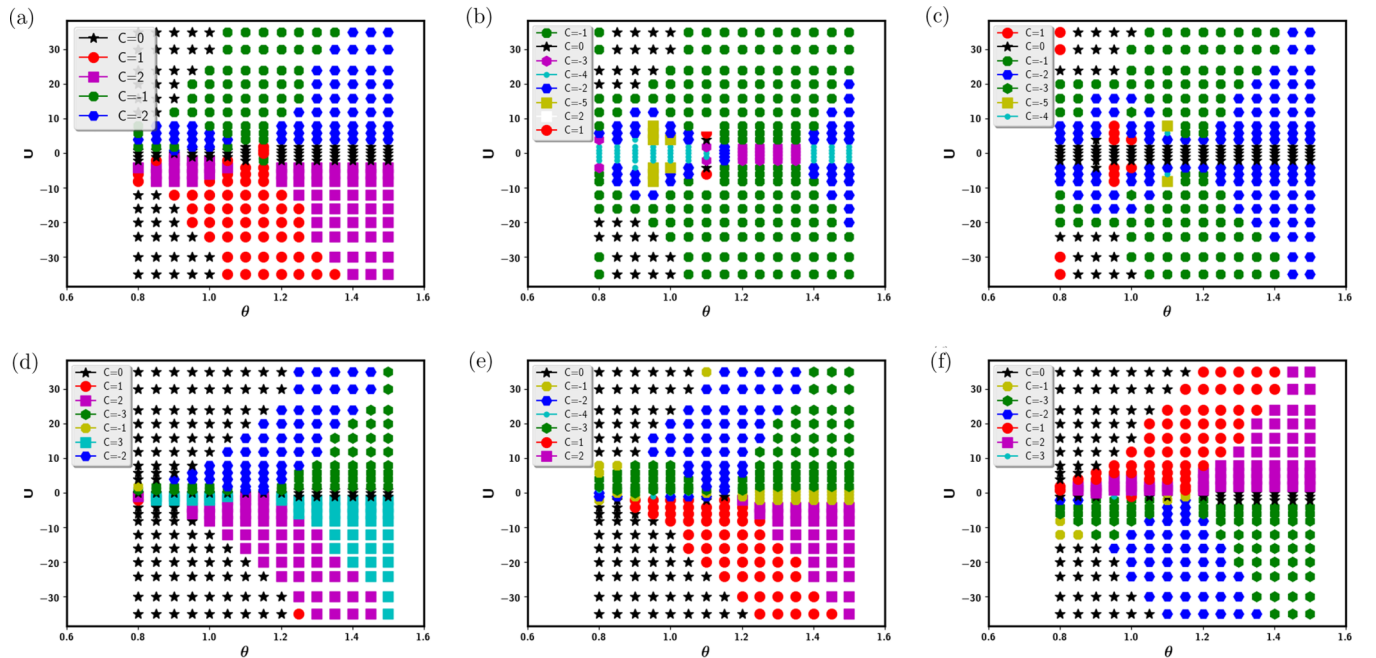 (a)
C=0
C=1
C=2
C=-1
C=-2
30
20
10
0
−10
−20
−30
U
0.6 0.8 1.0 1.2 1.4 1.6
θ
(b)
C=-1
C=0
C=-3
C=-4
C=-2
C=-5
C=2
C=1
30
20
10
0
−10
−20
−30
U
0.6 0.8 1.0 1.2 1.4 1.6
θ
(c)
C=1
C=0
C=-1
C=-2
C=-3
C=-5
C=-4
30
20
10
0
−10
−20
−30
U
0.6 0.8 1.0 1.2 1.4 1.6
θ
(d)
C=0
C=1
C=2
C=-3
C=-1
C=3
C=-2
30
20
10
0
−10
−20
−30
U
0.6 0.8 1.0 1.2 1.4 1.6
θ
(e)
C=0
C=-1
C=-2
C=-4
C=-3
C=1
C=2
30
20
10
0
−10
−20
−30
U
0.6 0.8 1.0 1.2 1.4 1.6
θ
(f)
C=0
C=-1
C=-3
C=-2
C=1
C=2
C=3
30
20
10
0
−10
−20
−30
U
0.6 0.8 1.0 1.2 1.4 1.6
θ